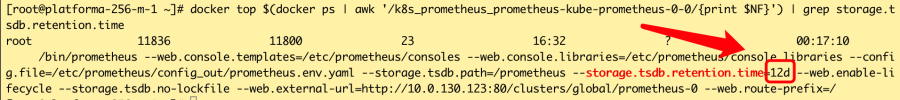 [root@platforma-256-m-1 ~]# docker top $(docker ps | awk '/k8s_prometheus_prometheus-kube-prometheus-0-0/{print $NF}') | grep storage.t
sdb.retention.time
root 11836 11800 23 16:32 ? 00:17:10
/bin/prometheus --web.console.templates=/etc/prometheus/consoles --web.console.libraries=/etc/prometheus/console_libraries --confi
g.file=/etc/prometheus/config_out/prometheus.env.yaml --storage.tsdb.path=/prometheus --storage.tsdb.retention.time=12d --web.enable-li
fecycle --storage.tsdb.no-lockfile --web.external-url=http://10.0.130.123:80/clusters/global/prometheus-0 --web.route-prefix=/